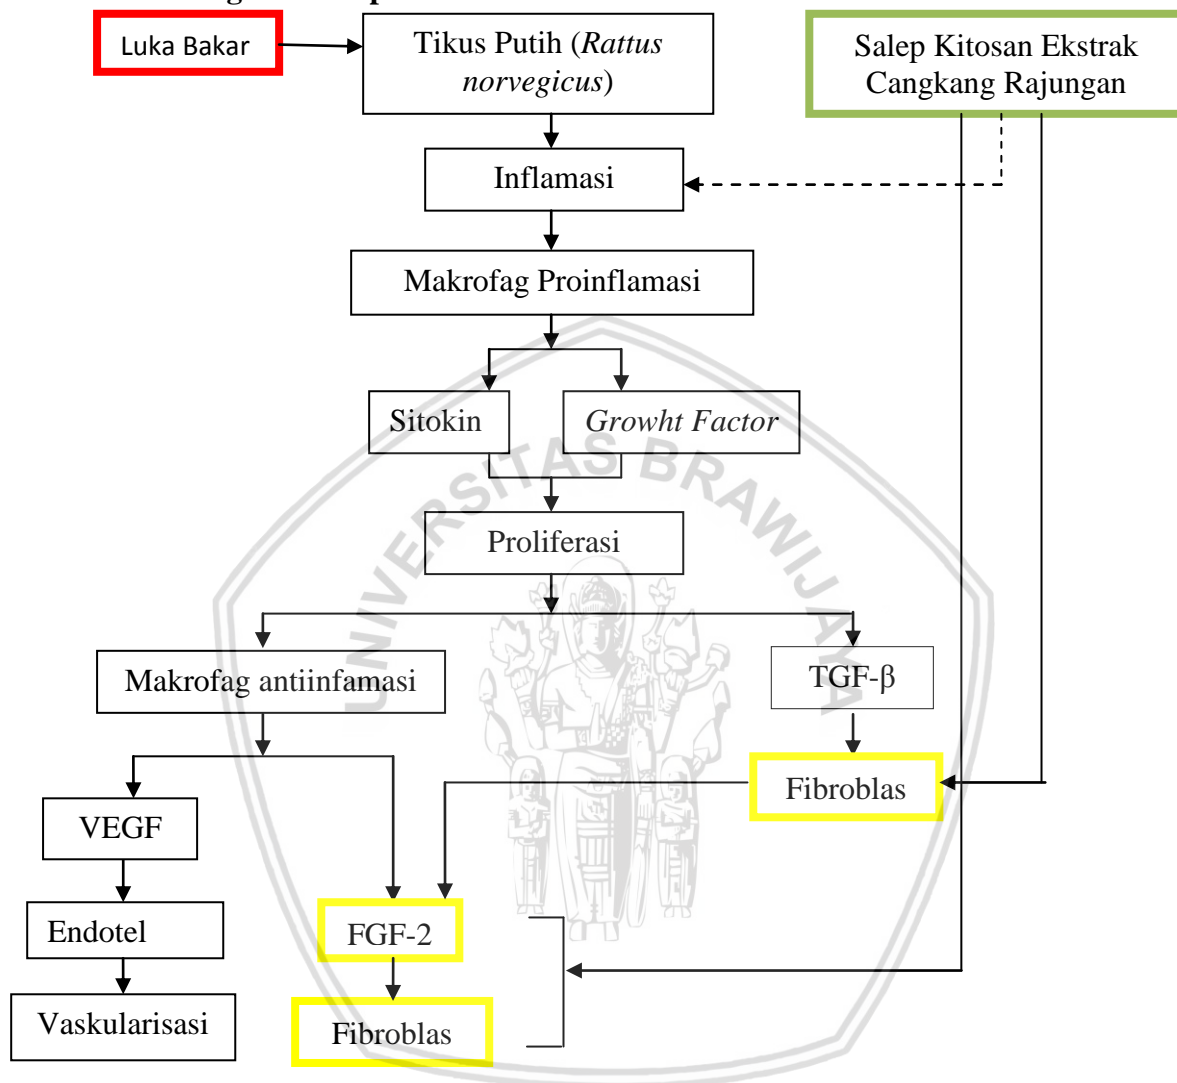 Luka Bakar
Tikus Putih (Rattus
norvegicus)
Salep Kitosan Ekstrak
Cangkang Rajungan
Inflamasi
Makrofag Proinflamasi
Sitokin
Growht Factor
UNIVERSITAS BRAWIJAYA
Proliferasi
Makrofag antiinfamasi
TGF-β
Fibroblas
VEGF
Endotel
FGF-2
Vaskularisasi
Fibroblas